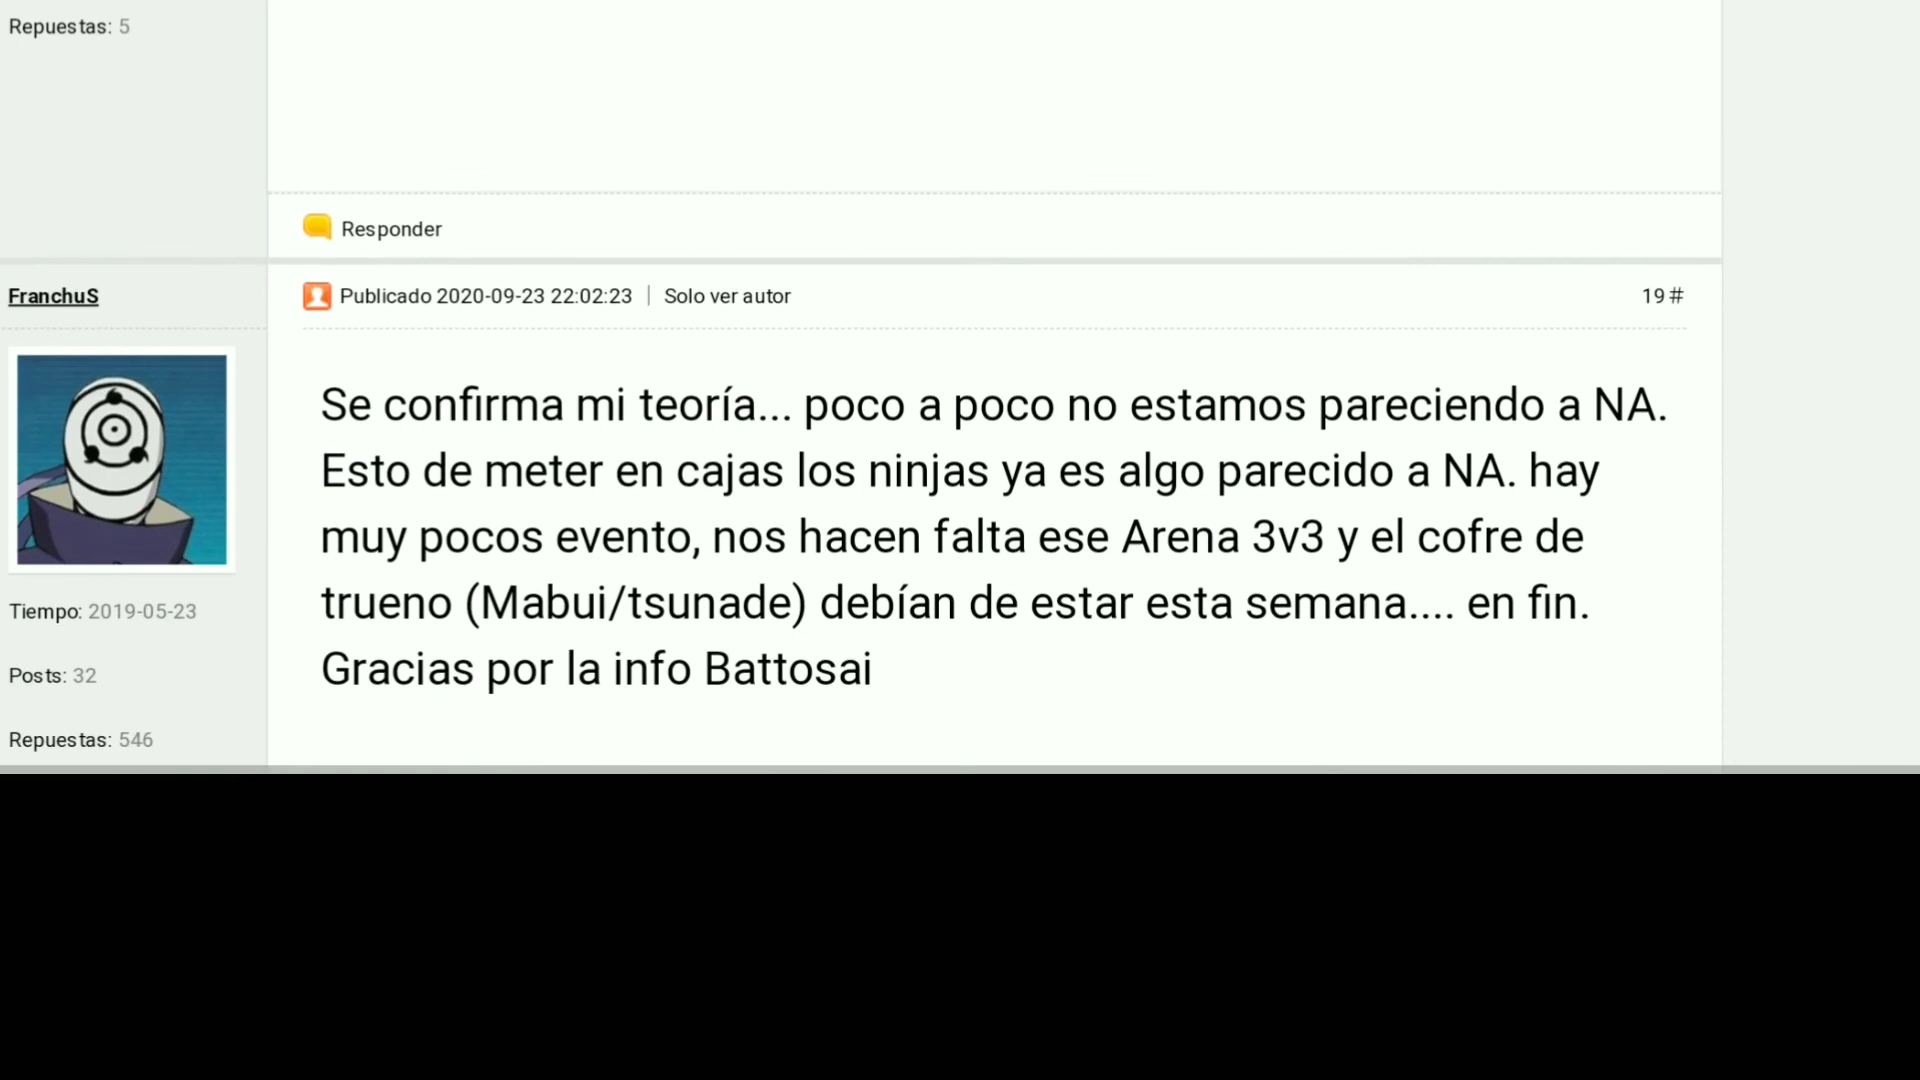 Repuestas: 5
Responder
FranchuS
Publicado 2020-09-23 22:02:23 | Solo ver autor
19#
Se confirma mi teoría... poco a poco no estamos pareciendo a NA.
Esto de meter en cajas los ninjas ya es algo parecido a NA. hay
muy pocos evento, nos hacen falta ese Arena 3v3 y el cofre de
trueno (Mabui/tsunade) debían de estar esta semana.... en fin.
Gracias por la info Battosai
Tiempo: 2019-05-23
Posts: 32
Repuestas: 546